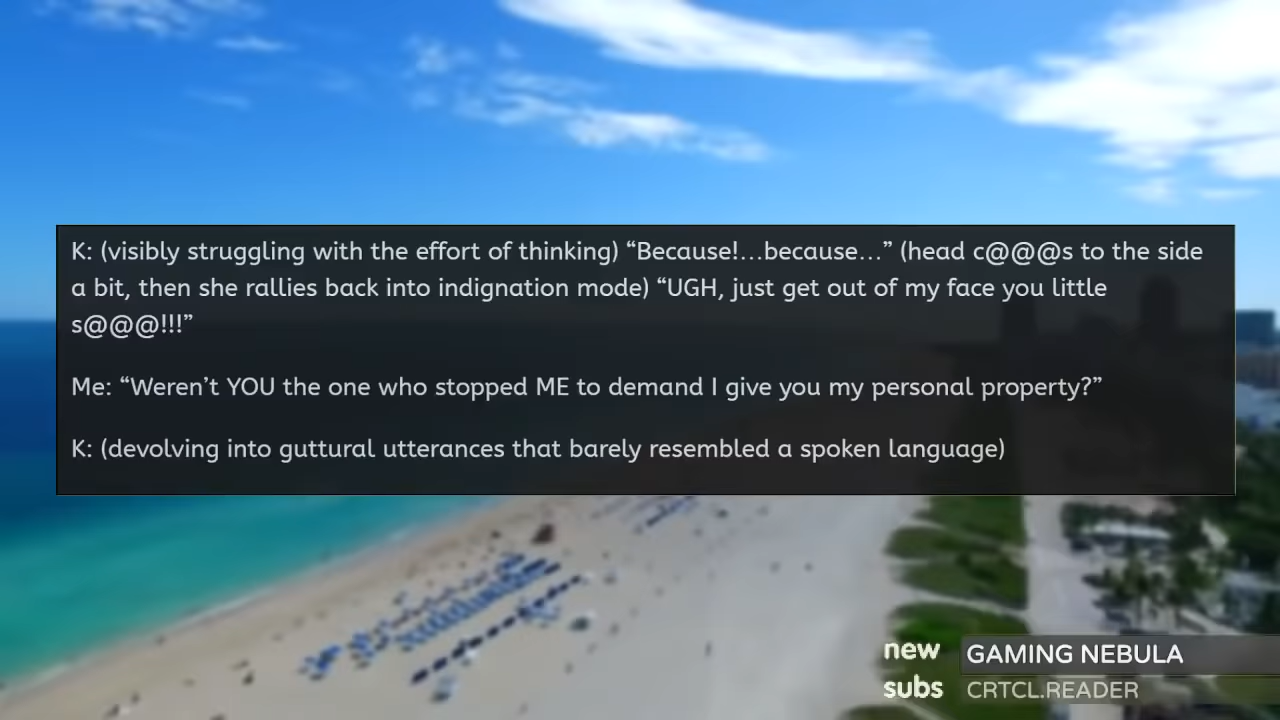 K: (visibly struggling with the effort of thinking) “Because!...because...” (head c@@@s to the side
a bit, then she rallies back into indignation mode) “UGH, just get out of my face you little
s@@@!!!”
Me: “Weren’t YOU the one who stopped ME to demand I give you my personal property?”
K: (devolving into guttural utterances that barely resembled a spoken language)
new GAMING NEBULA
subs CRTCL.READER